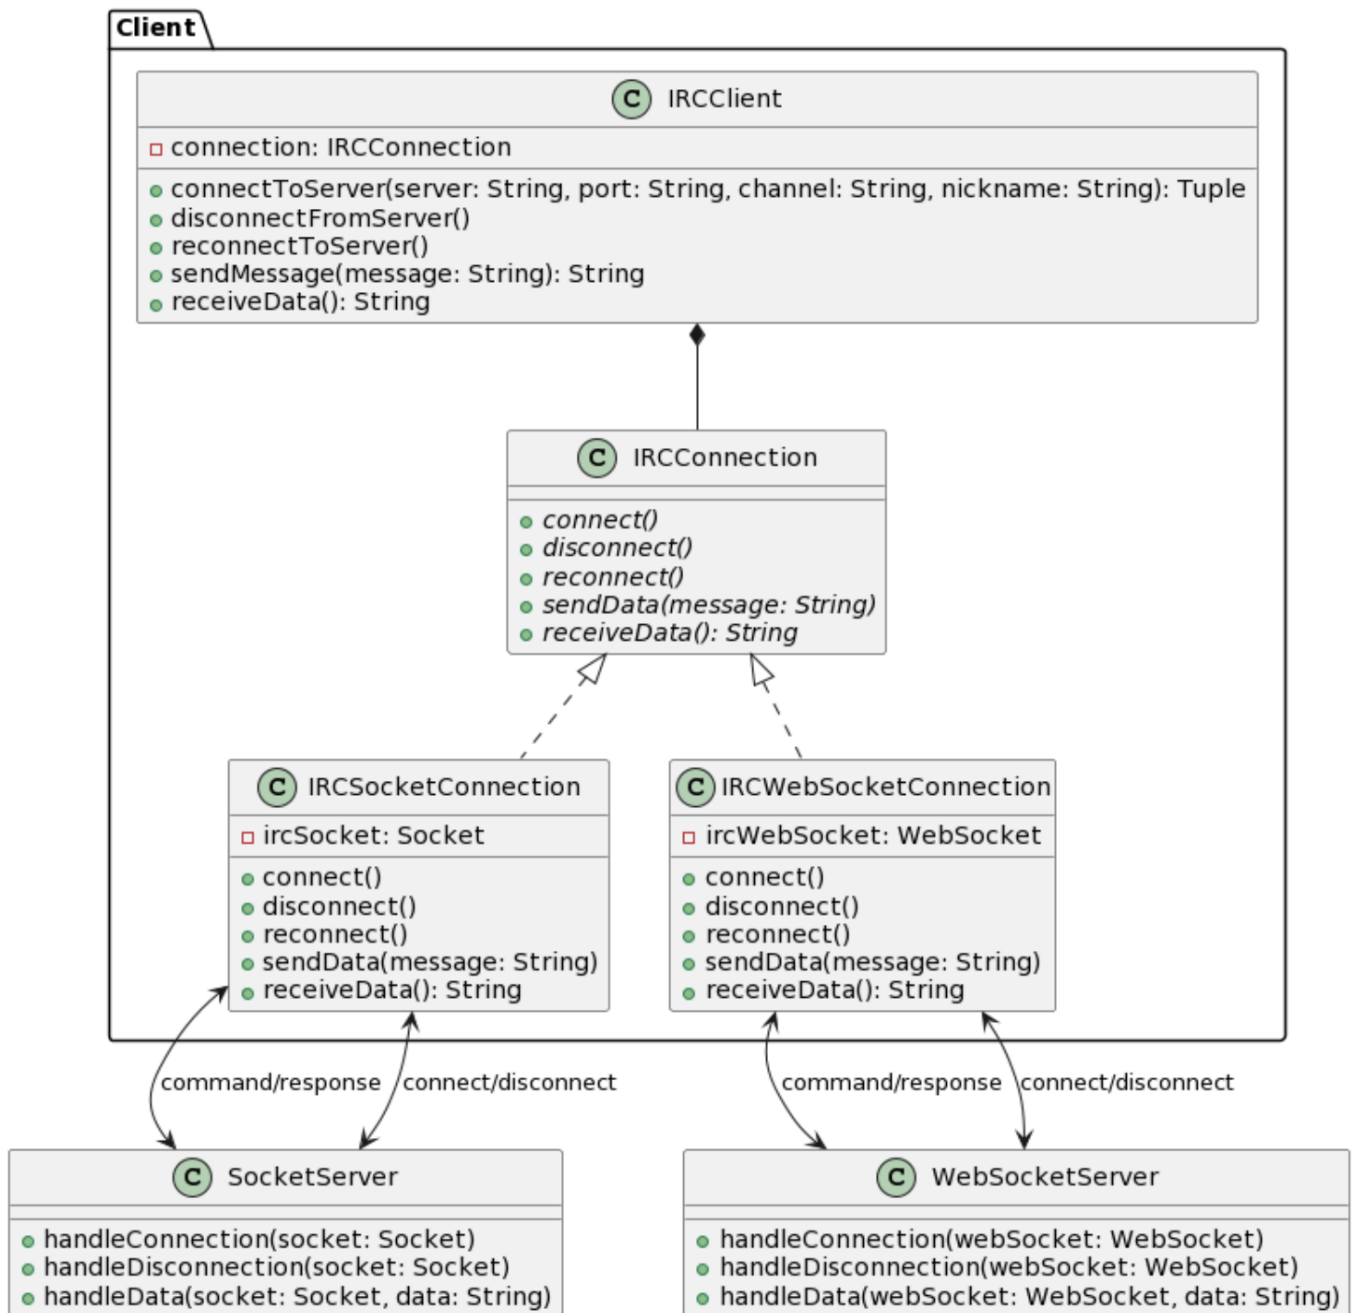 Client
C IRCClient
connection: IRCConnection
connectToServer(server: String, port: String, channel: String, nickname: String): Tuple
disconnectFromServer()
reconnectToServer()
sendMessage(message: String): String
receiveData(): String
C IRCConnection
connect()
disconnect()
reconnect()
sendData(message: String)
receiveData(): String
C IRCSocketConnection
ircSocket: Socket
connect()
disconnect()
reconnect()
sendData(message: String)
receiveData(): String
C IRCWebSocketConnection
ircWebSocket: WebSocket
connect()
disconnect()
reconnect()
sendData(message: String)
receiveData(): String
command/response
connect/disconnect
command/response
connect/disconnect
C SocketServer
handleConnection(socket: Socket)
handleDisconnection(socket: Socket)
handleData(socket: Socket, data: String)
C WebSocketServer
handleConnection(webSocket: WebSocket)
handleDisconnection(webSocket: WebSocket)
handleData(webSocket: WebSocket, data: String)